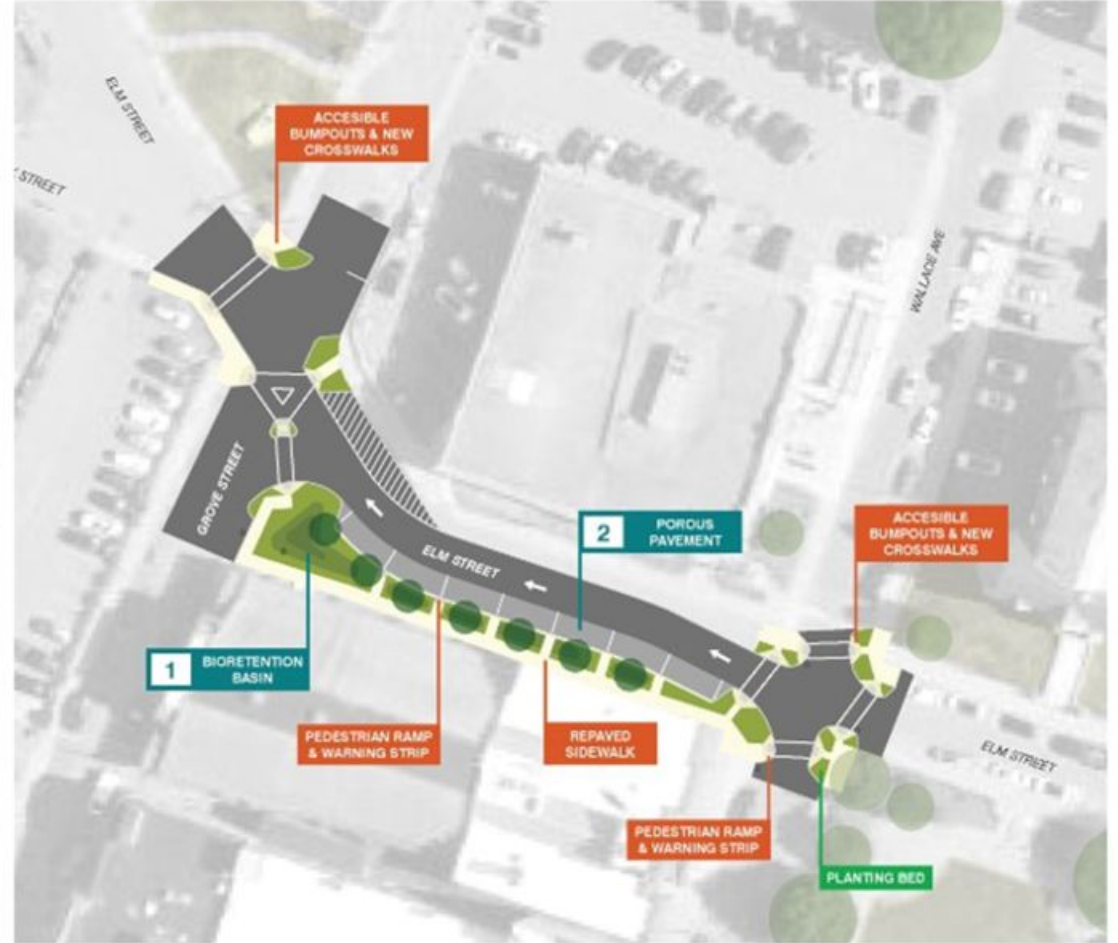 ELM STREET
STREET
ACCESIBLE
BUMPOUTS & NEW
CROSSWALKS
WALLACE AVE
GROVE STREET
ELM STREET
2
POROUS
PAVEMENT
ACCESIBLE
BUMPOUTS & NEW
CROSSWALKS
1
BIORETENTION
BASIN
PEDESTRIAN RAMP
& WARNING STRIP
REPAVED
SIDEWALK
ELM STREET
PEDESTRIAN RAMP
& WARNING STRIP
PLANTING BED